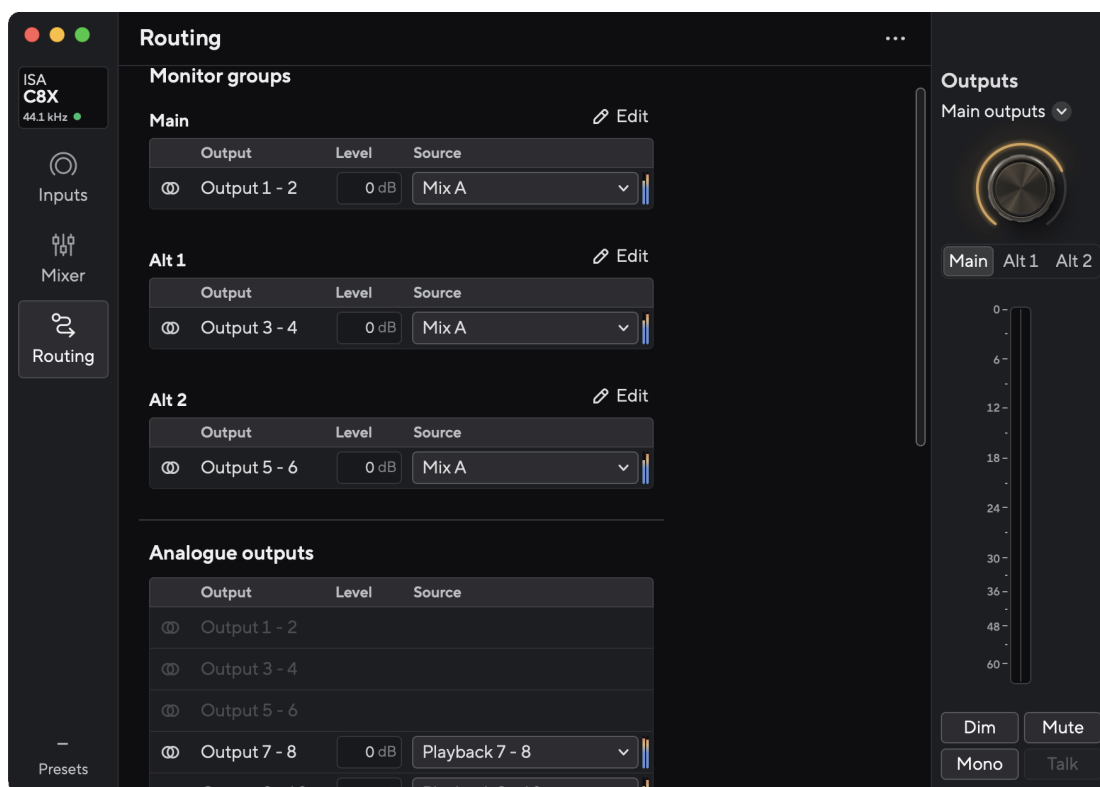 Routing
...
ISA
C8X
44.1 kHz
Inputs
Mixer
Routing
Presets
Monitor groups
Main
Edit
Output Level Source
Output 1 - 2 0 dB Mix A
Alt 1
Edit
Output Level Source
Output 3 - 4 0 dB Mix A
Alt 2
Edit
Output Level Source
Output 5 - 6 0 dB Mix A
Analogue outputs
Output Level Source
Output 1 - 2
Output 3 - 4
Output 5 - 6
Output 7 - 8 0 dB Playback 7 - 8
Outputs
Main outputs
Main Alt 1 Alt 2
0
6
12
18
24
30
36
48
60
Dim Mute
Mono Talk